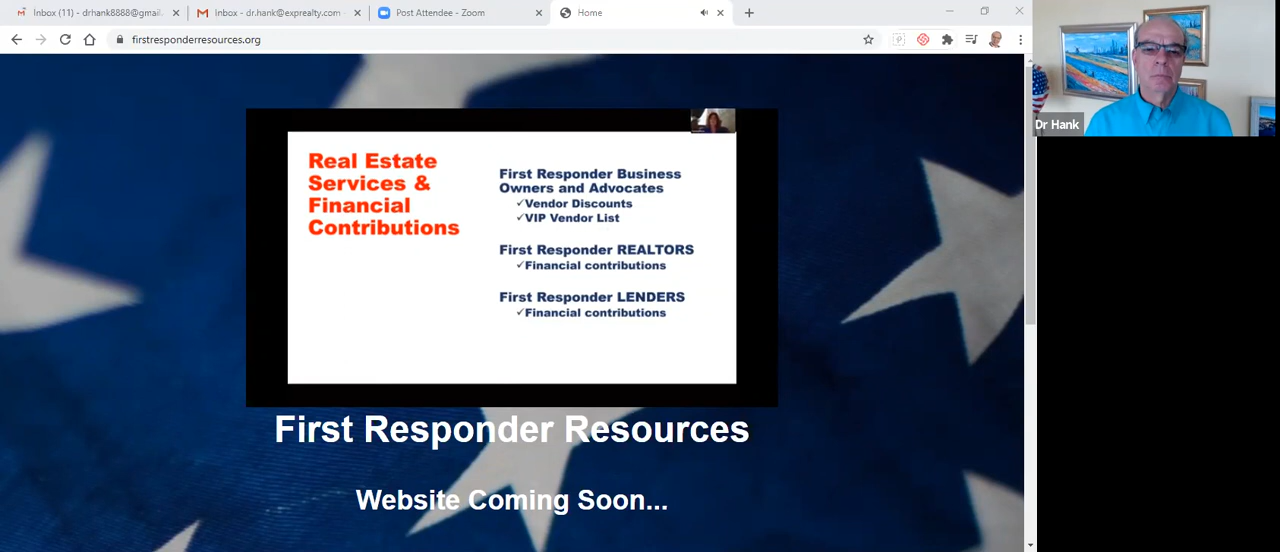 Inbox (11) - drhank8888@gmail.
Inbox - dr.hank@exprealty.com -
Post Attendee - Zoom
Home
firstresponderresources.org
Dr Hank
Real Estate
Services &
Financial
Contributions
First Responder Business
Owners and Advocates
✓Vendor Discounts
✓VIP Vendor List
First Responder REALTORS
✓Financial contributions
First Responder LENDERS
✓Financial contributions
First Responder Resources
Website Coming Soon...